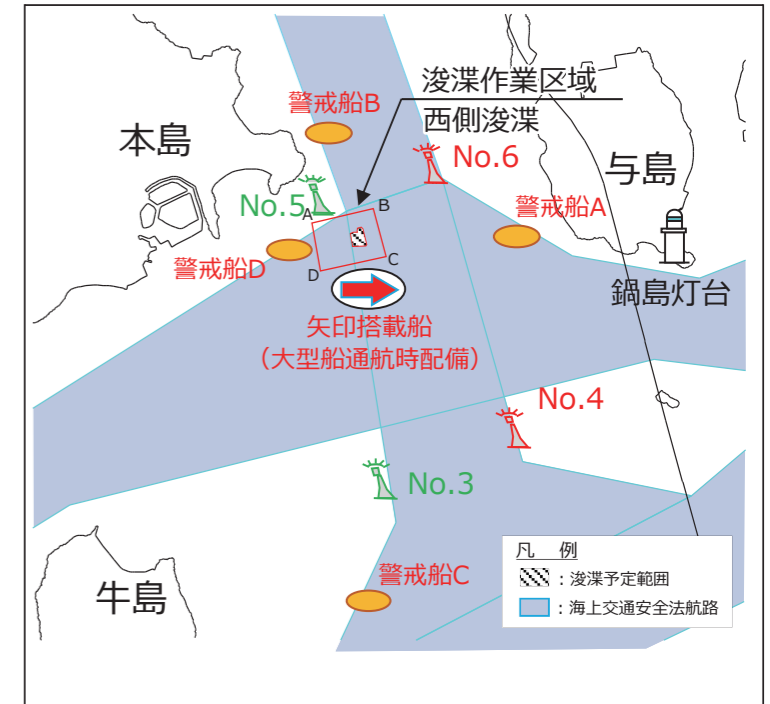 浚渫作業区域
西側浚渫
警戒船B
本島
No.6
与島
No.5
A
B
警戒船A
警戒船D
C
D
鍋島灯台
矢印搭載船
（大型船通航時配備）
No.4
No.3
凡 例
：浚渫予定範囲
：海上交通安全法航路
警戒船C
牛島